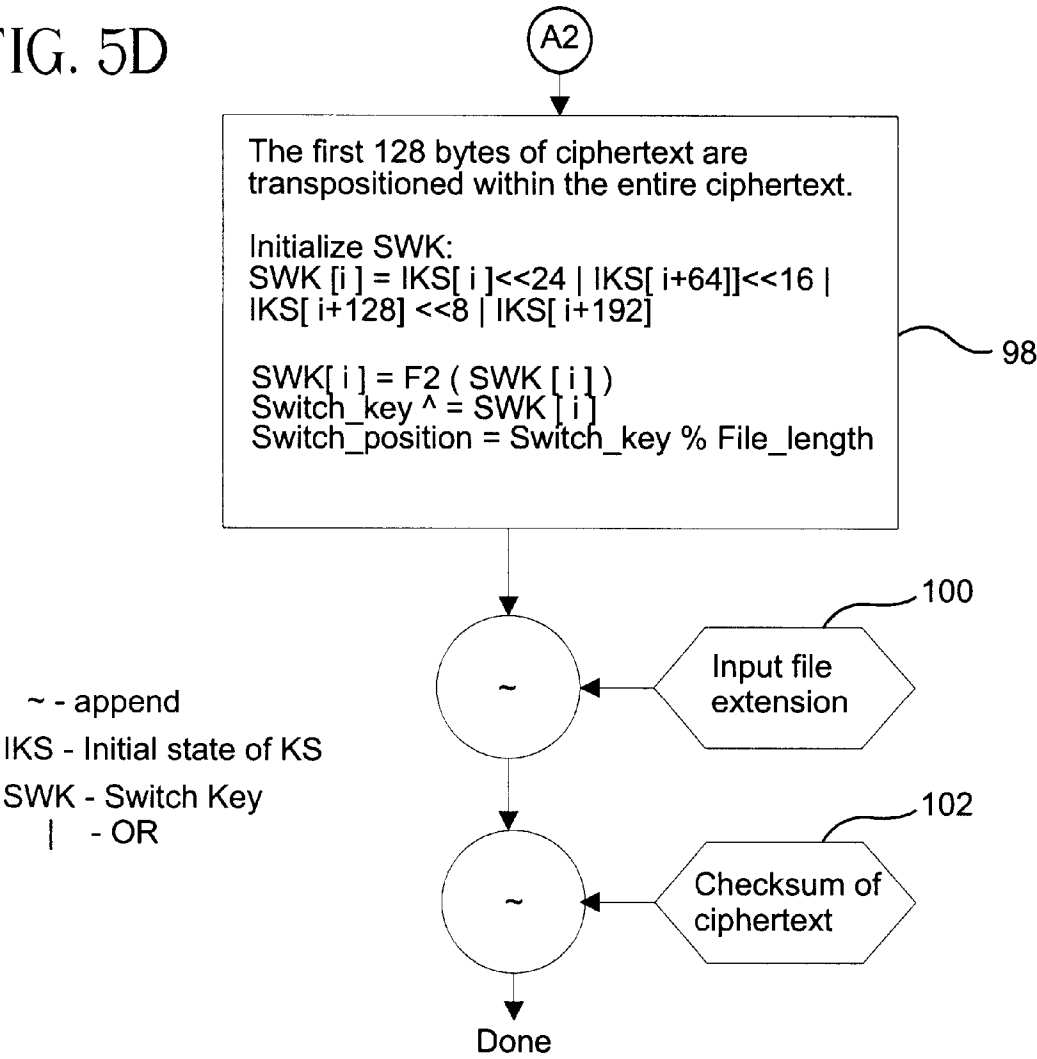 FIG. 5D
A2
The first 128 bytes of ciphertext are
transpositioned within the entire ciphertext.
Initialize SWK:
SWK [i ] = IKS[ i ]<<24 | IKS[ i+64]]<<16 |
IKS[ i+128] <<8 | IKS[ i+192]
SWK[ i ] = F2 ( SWK [ i ] )
Switch_key ^ = SWK [ i ]
Switch_position = Switch_key % File_length
98
100
~
Input file
extension
~ - append
IKS - Initial state of KS
SWK - Switch Key
| - OR
102
~
Checksum of
ciphertext
Done